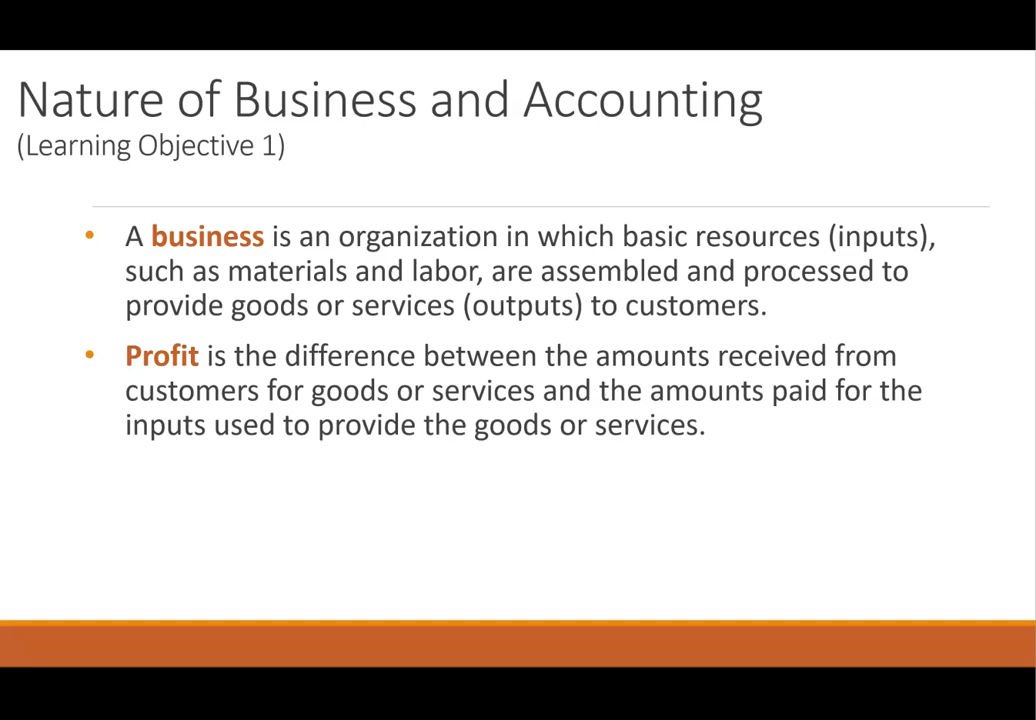 Nature of Business and Accounting
(Learning Objective 1)
• A business is an organization in which basic resources (inputs),
such as materials and labor, are assembled and processed to
provide goods or services (outputs) to customers.
• Profit is the difference between the amounts received from
customers for goods or services and the amounts paid for the
inputs used to provide the goods or services.